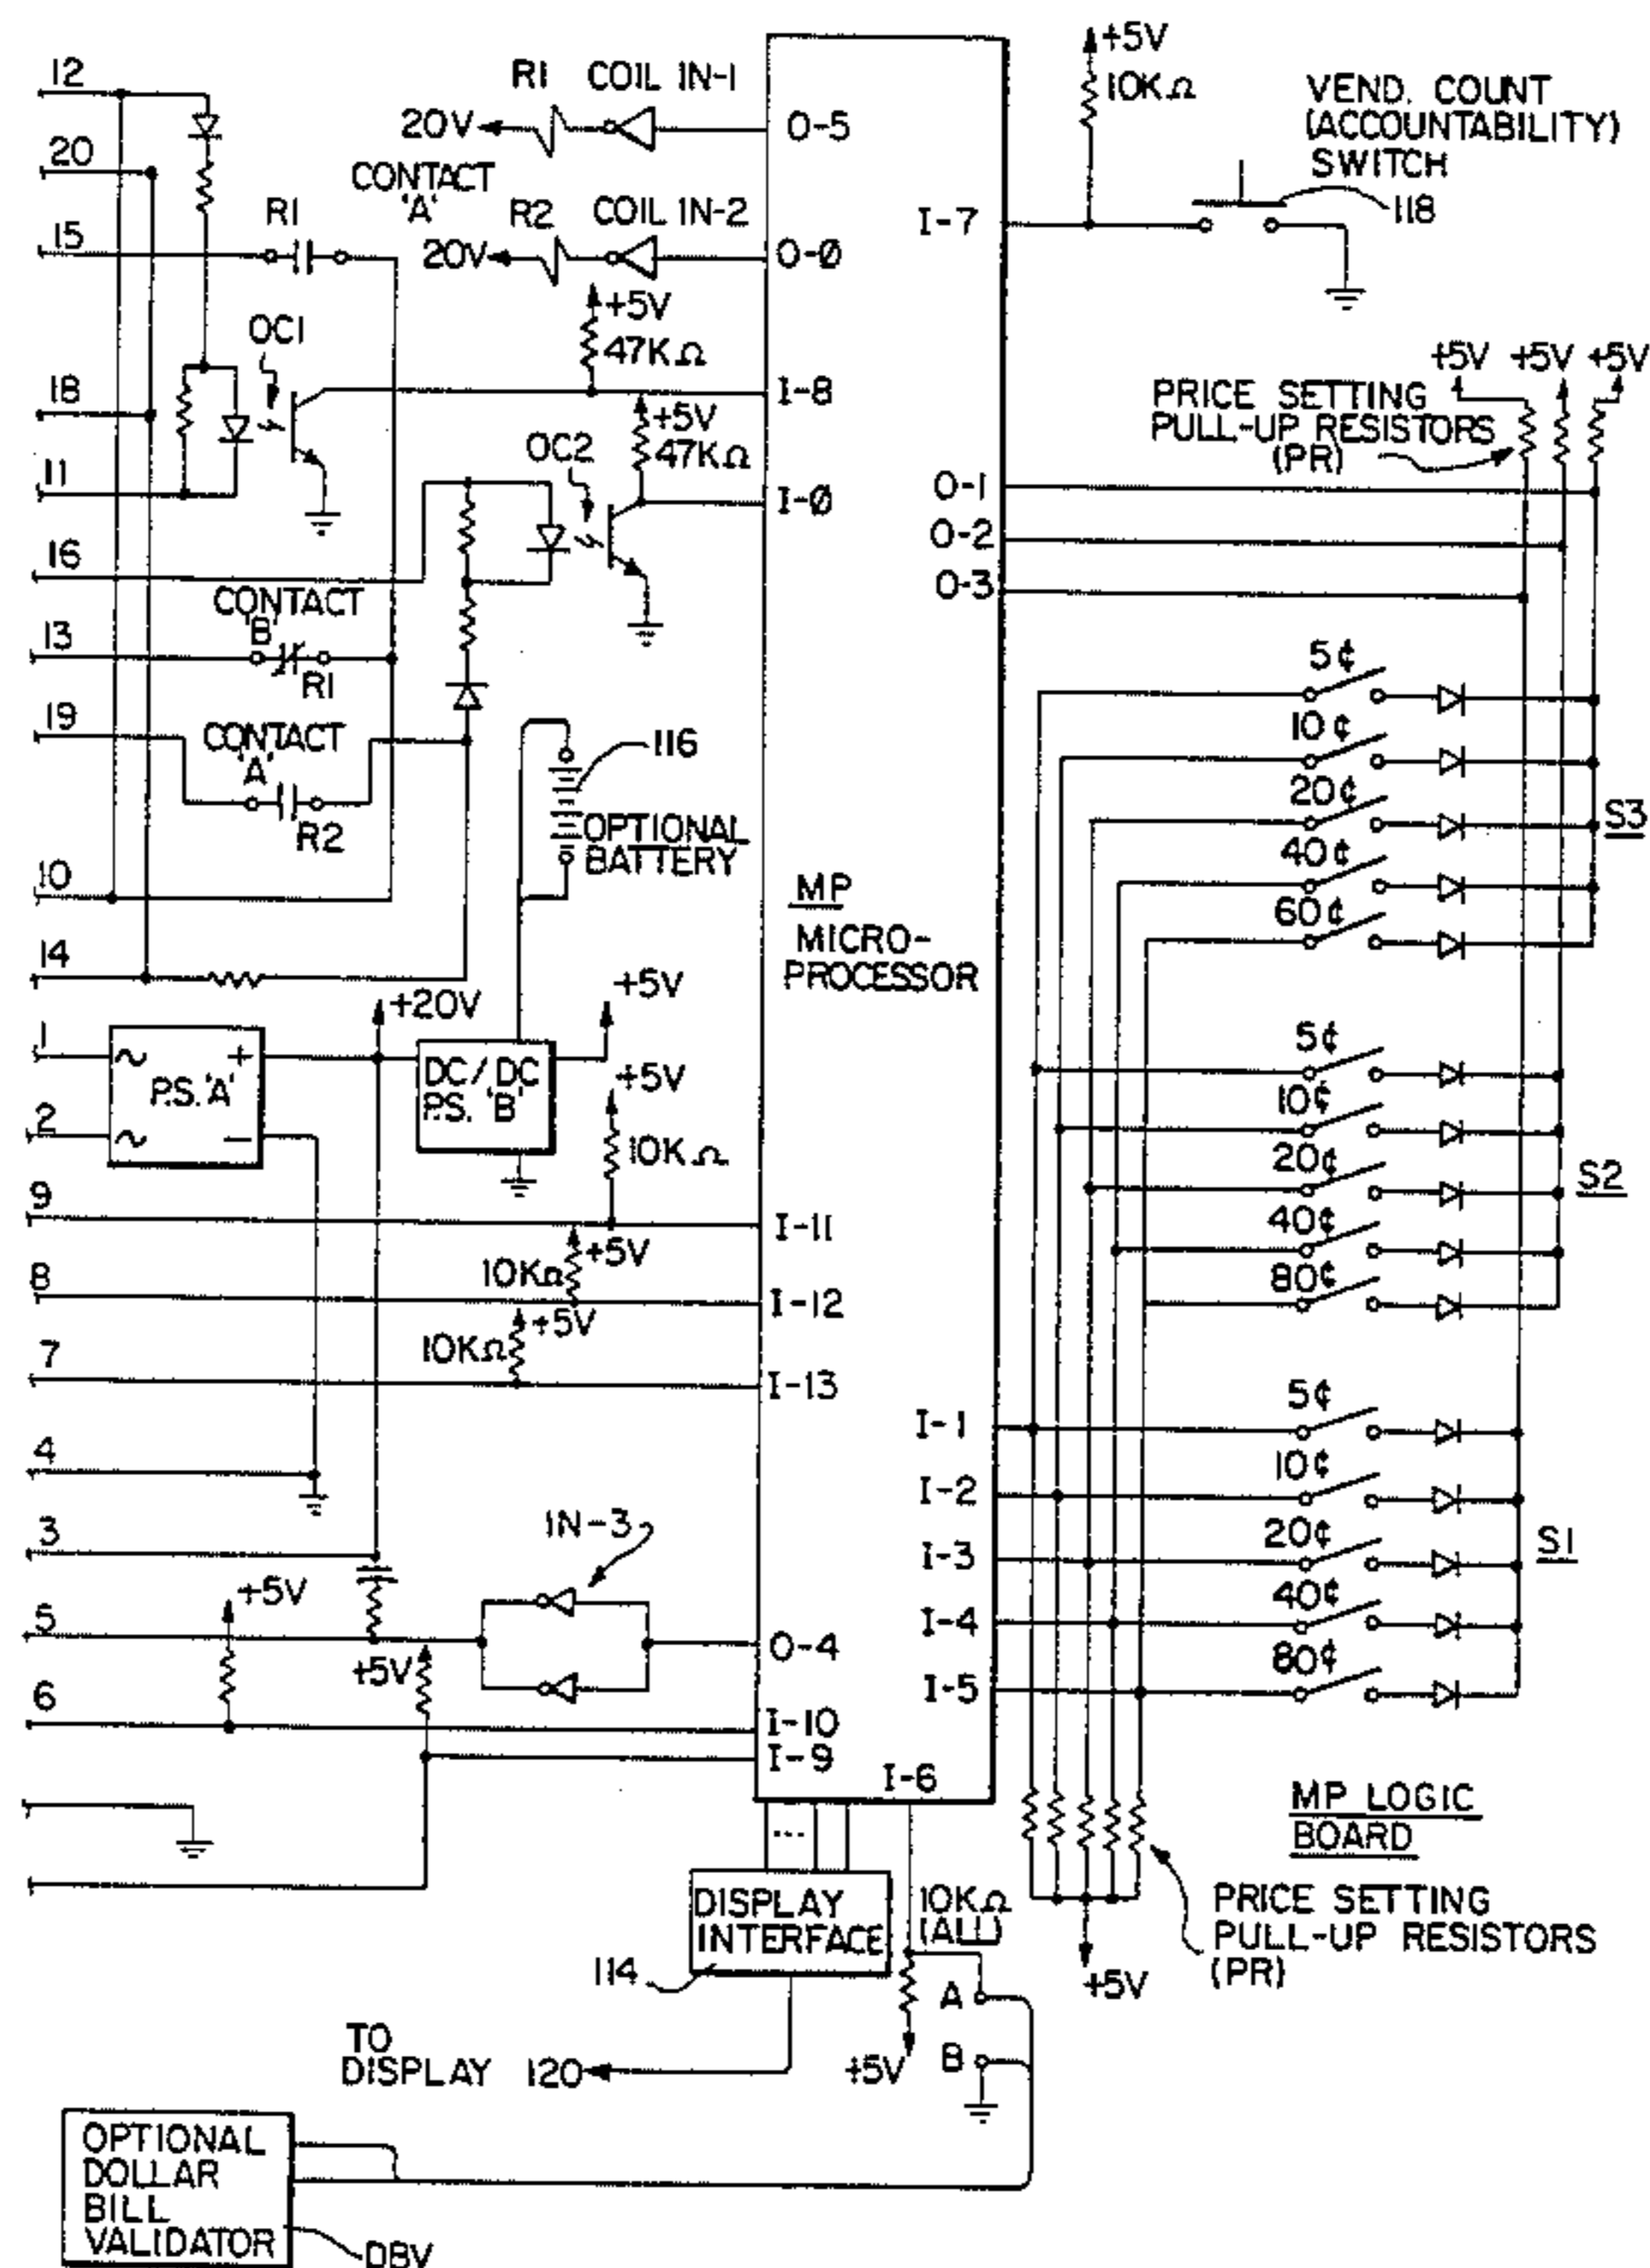 12
20
15
18
11
16
13
19
10
14
1
2
9
8
7
4
3
5
6
R1 COIL IN-1
20V
O-5
CONTACT
'A'
R2 COIL IN-2
20V
O-Ø
R1
OC1
+5V
47KΩ
I-8
+5V
47KΩ
OC2
I-Ø
CONTACT
'B'
R1
CONTACT
'A'
R2
116
OPTIONAL
BATTERY
+20V
~ +
P.S. 'A'
~ −
DC/DC
P.S. 'B'
+5V
+5V
10KΩ
I-11
+5V
10KΩ
I-12
+5V
10KΩ
I-13
IN-3
+5V
+5V
O-4
I-10
I-9
MP
MICRO-
PROCESSOR
+5V
10KΩ
VEND. COUNT
(ACCOUNTABILITY)
SWITCH
118
I-7
+5V +5V +5V
PRICE SETTING
PULL-UP RESISTORS
(PR)
O-1
O-2
O-3
5¢
10¢
20¢
40¢
60¢
S3
5¢
10¢
20¢
40¢
80¢
S2
I-1
I-2
I-3
I-4
I-5
5¢
10¢
20¢
40¢
80¢
S1
I-6
MP LOGIC
BOARD
PRICE SETTING
PULL-UP RESISTORS
(PR)
+5V
...
DISPLAY
INTERFACE
114
10KΩ
(ALL)
A
B
+5V
TO
DISPLAY 120
OPTIONAL
DOLLAR
BILL
VALIDATOR
DBV